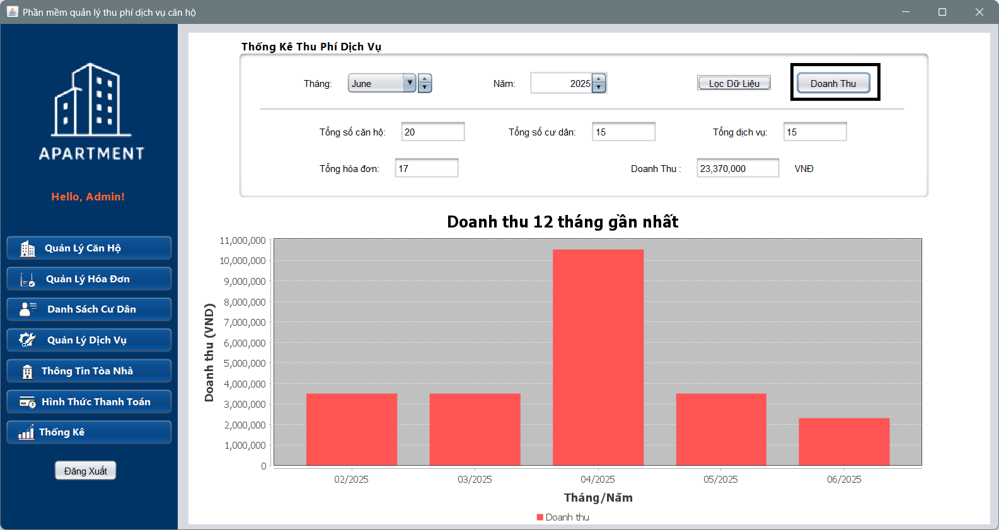 Phần mềm quản lý thu phí dịch vụ căn hộ
APARTMENT
Hello, Admin!
Quản Lý Căn Hộ
Quản Lý Hóa Đơn
Danh Sách Cư Dân
Quản Lý Dịch Vụ
Thông Tin Tòa Nhà
Hình Thức Thanh Toán
Thống Kê
Đăng Xuất
Thống Kê Thu Phí Dịch Vụ
Tháng: June Năm: 2025 Lọc Dữ Liệu Doanh Thu
Tổng số căn hộ: 20 Tổng số cư dân: 15 Tổng dịch vụ: 15
Tổng hóa đơn: 17 Doanh Thu : 23,370,000 VNĐ
Doanh thu 12 tháng gần nhất
Doanh thu (VND)
11,000,000
10,000,000
9,000,000
8,000,000
7,000,000
6,000,000
5,000,000
4,000,000
3,000,000
2,000,000
1,000,000
0
02/2025 03/2025 04/2025 05/2025 06/2025
Tháng/Năm
Doanh thu